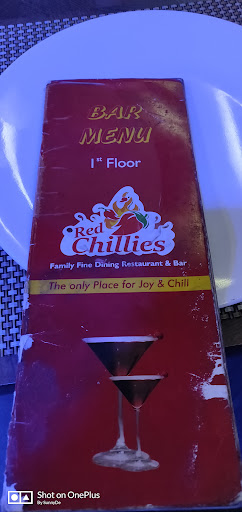 BAR
MENU
1st Floor
Red
Chillies
Family Fine Dining Restaurant & Bar
The only Place for Joy & Chill
Shot on OnePlus
By SunnyDe